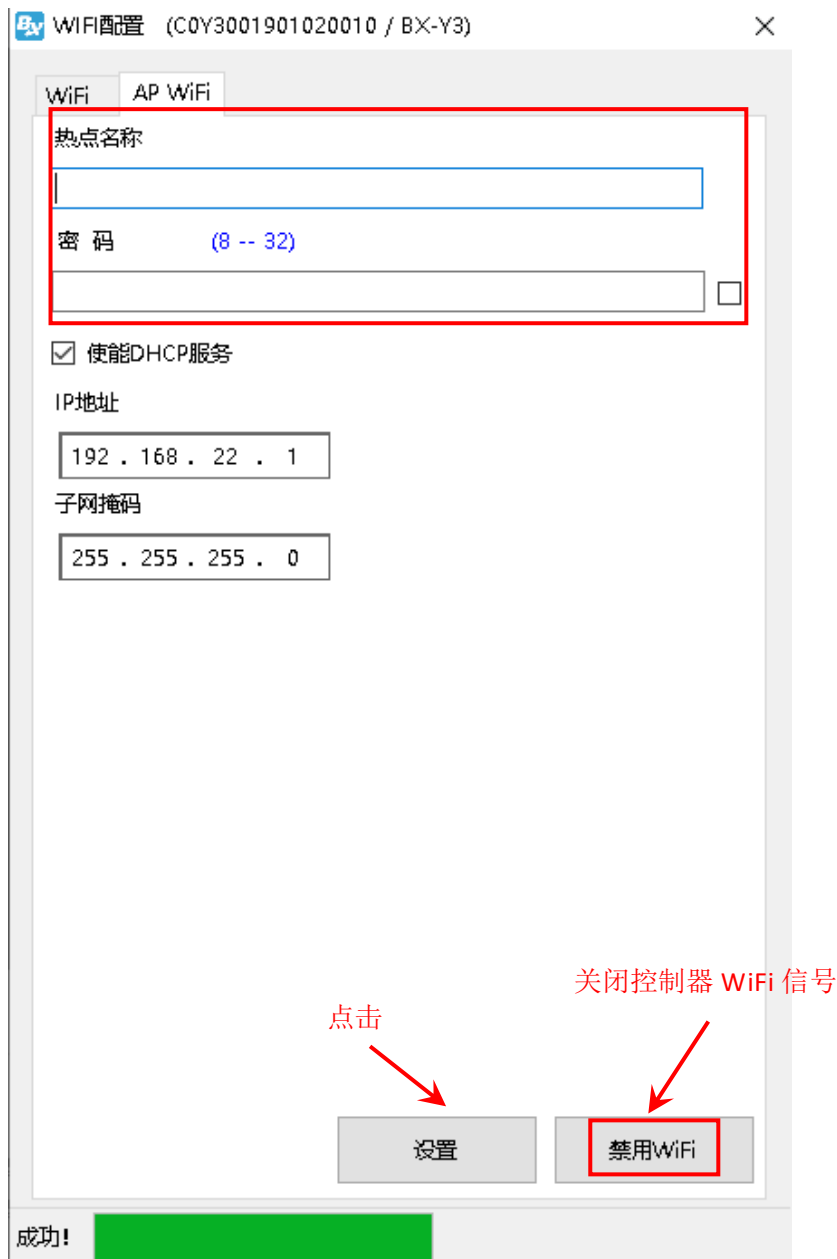 BX WIFI配置 (C0Y3001901020010 / BX-Y3)
WiFi AP WiFi
热点名称
密 码 (8 -- 32)
使能DHCP服务
IP地址
192 . 168 . 22 . 1
子网掩码
255 . 255 . 255 . 0
关闭控制器 WiFi 信号
点击
设置 禁用WiFi
成功!